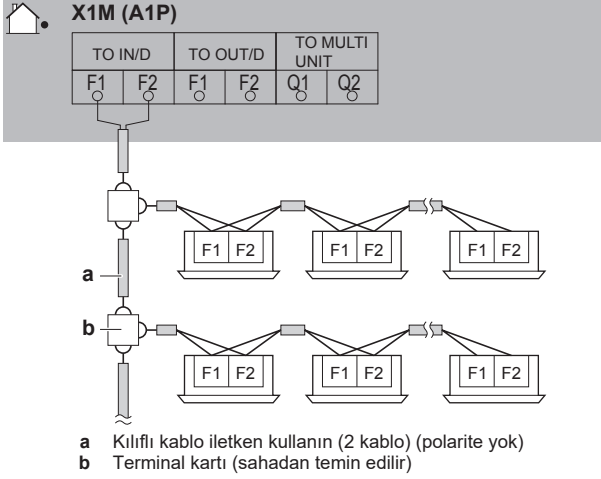 X1M (A1P)
TO IN/D TO OUT/D TO MULTI UNIT
F1 F2 F1 F2 Q1 Q2
F1 F2 F1 F2 F1 F2
a
b
F1 F2 F1 F2 F1 F2
a Kılıflı kablo iletken kullanın (2 kablo) (polarite yok)
b Terminal kartı (sahadan temin edilir)